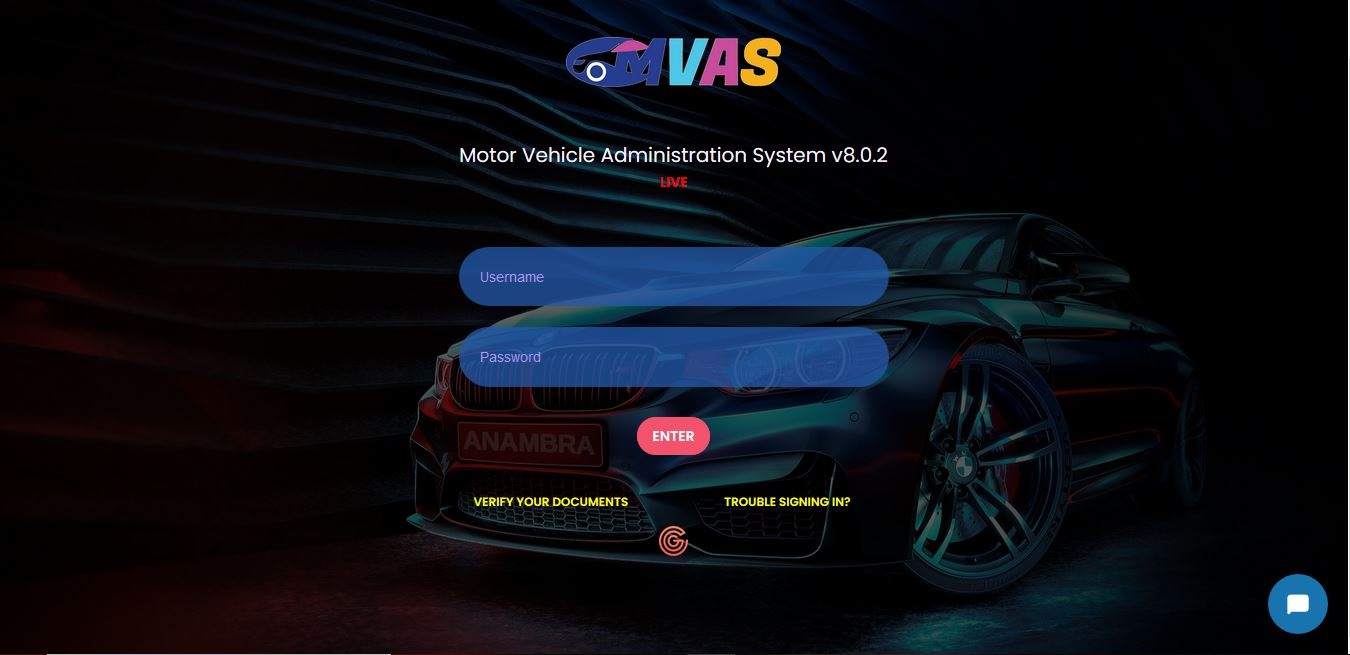 MVAS
Motor Vehicle Administration System v8.0.2
LIVE
Username
Password
ENTER
ANAMBRA
VERIFY YOUR DOCUMENTS
TROUBLE SIGNING IN?